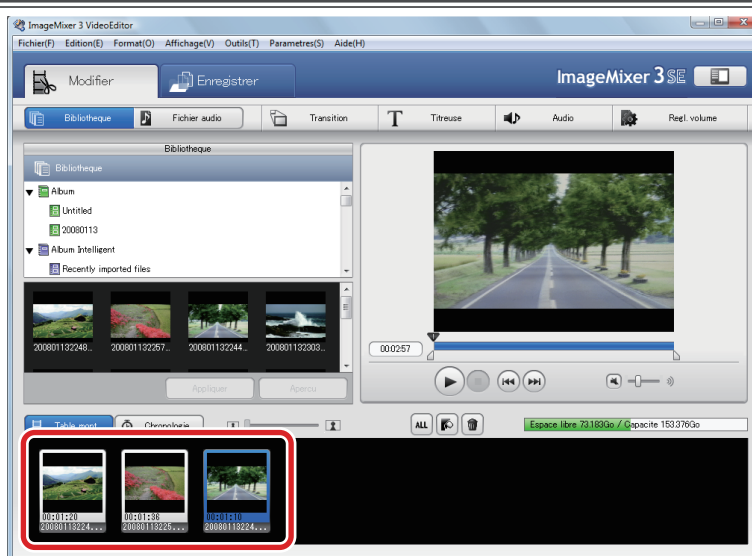 ImageMixer 3 VideoEditor
Fichier(F) Edition(E) Format(O) Affichage(V) Outils(T) Parametres(S) Aide(H)
Modifier
Enregistrer
ImageMixer 3 SE
Bibliotheque
Fichier audio
Transition
T
Titreuse
Audio
Regl. volume
Bibliotheque
Bibliotheque
Album
Untitled
20080113
Album Intelligent
Recently imported files
200801132248...
200801132257...
200801132244...
200801132303...
Appliquer
Apercu
00:02:57
Table mont.
Chronologie
ALL
Espace libre 73.183Go / Capacite 153.376Go
00:01:20
20080113224...
00:01:36
20080113225...
00:01:10
20080113224...